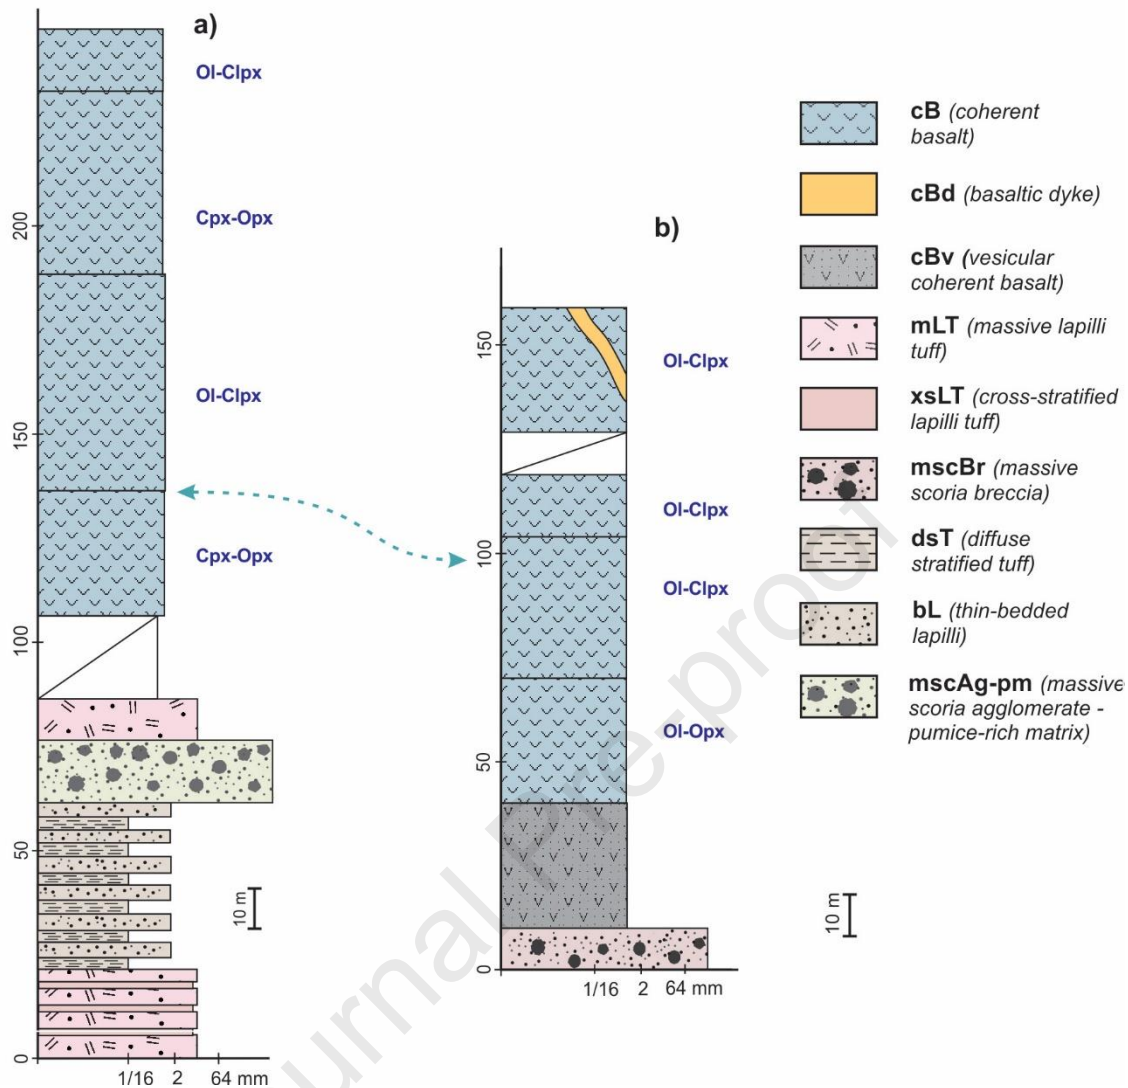 a)
Ol-Clpx
Cpx-Opx
Ol-Clpx
Cpx-Opx
200
150
100
50
0
10 m
1/16 2 64 mm
b)
Ol-Clpx
Ol-Clpx
Ol-Clpx
Ol-Opx
150
100
50
0
10 m
1/16 2 64 mm
cB (coherent
basalt)
cBd (basaltic dyke)
cBv (vesicular
coherent basalt)
mLT (massive lapilli
tuff)
xsLT (cross-stratified
lapilli tuff)
mscBr (massive
scoria breccia)
dsT (diffuse
stratified tuff)
bL (thin-bedded
lapilli)
mscAg-pm (massive-
scoria agglomerate -
pumice-rich matrix)
urnal Pre-proof